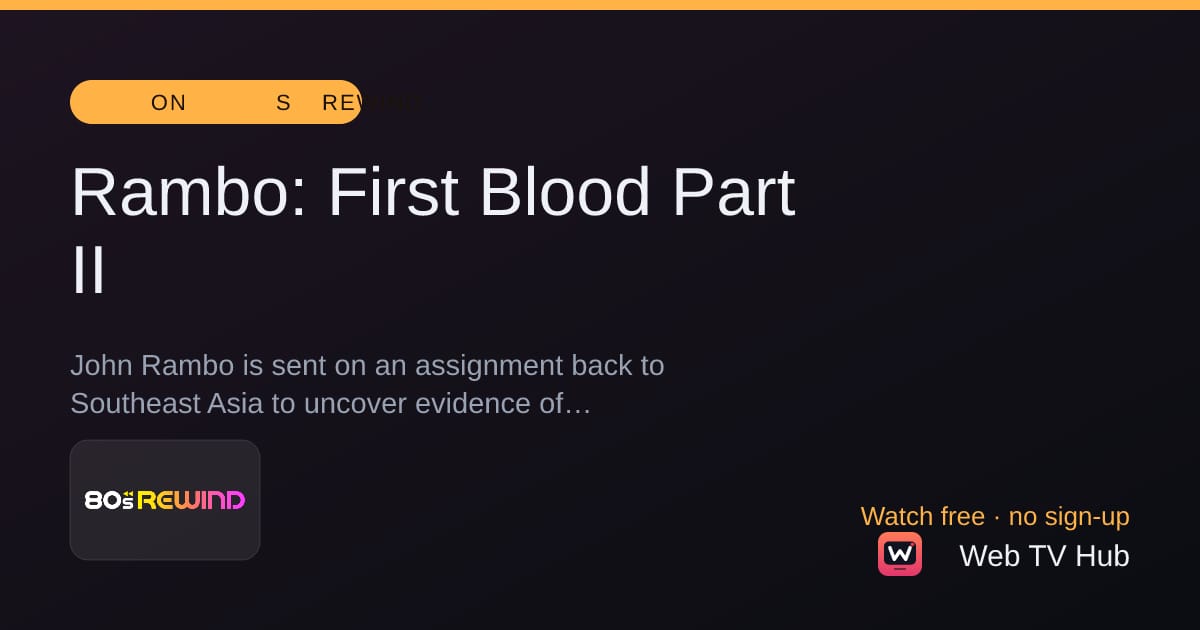 ON S REWIND
Rambo: First Blood Part
II
John Rambo is sent on an assignment back to
Southeast Asia to uncover evidence of…
80s REWIND
Watch free · no sign-up
W
Web TV Hub